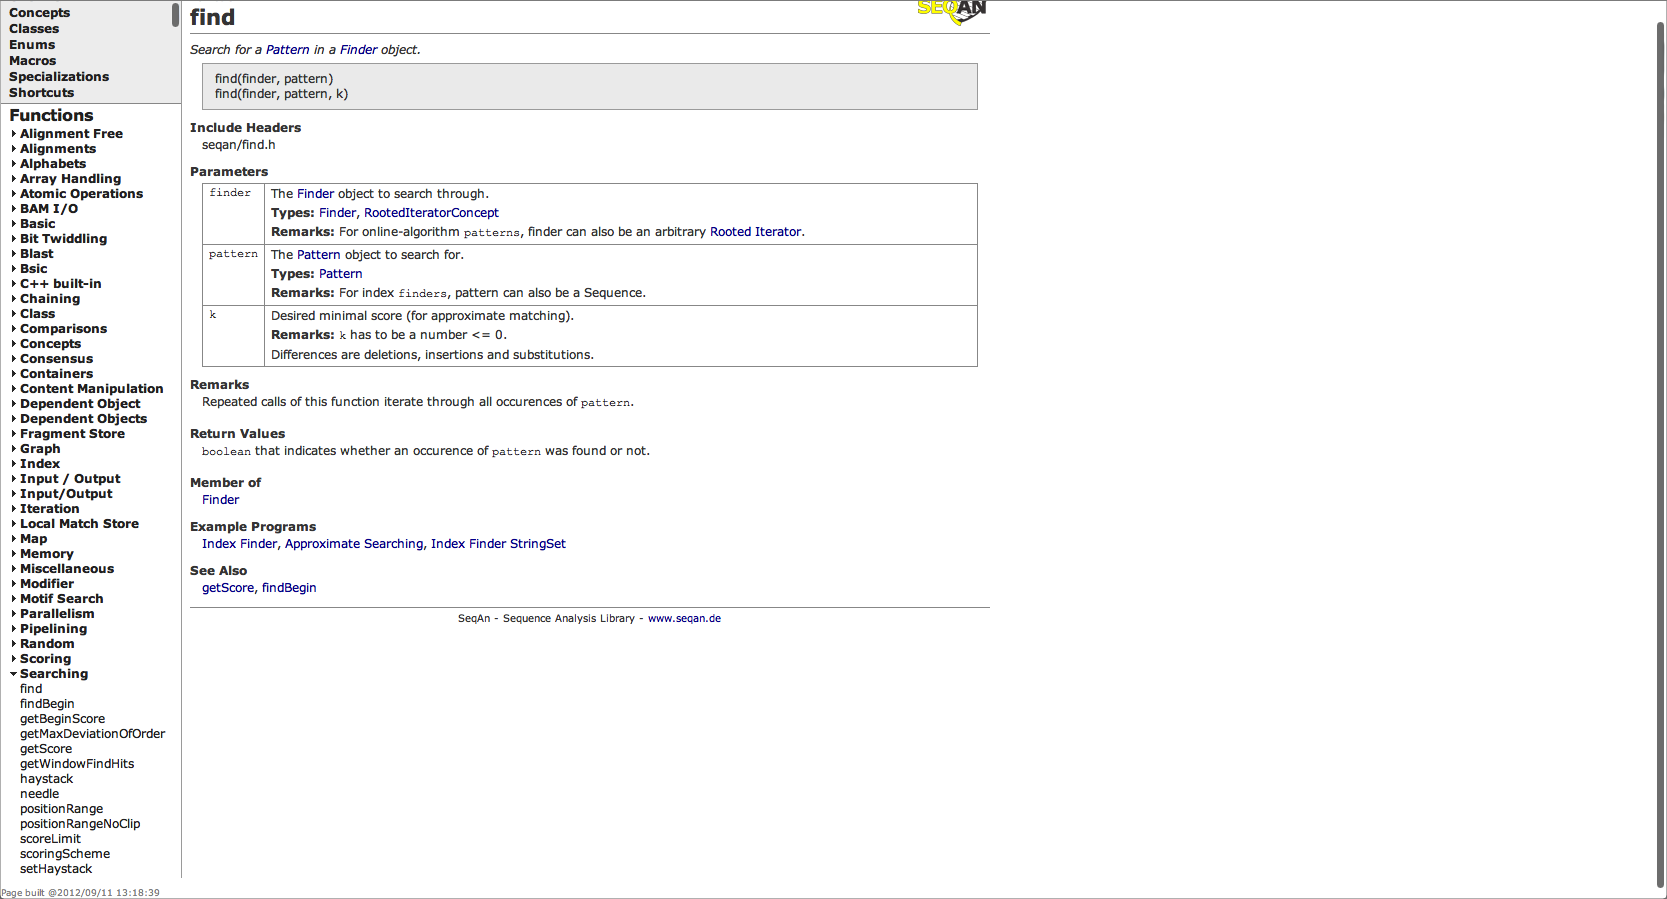 Concepts
Classes
Enums
Macros
Specializations
Shortcuts
Functions
Alignment Free
Alignments
Alphabets
Array Handling
Atomic Operations
BAM I/O
Basic
Bit Twiddling
Blast
Bsic
C++ built-in
Chaining
Class
Comparisons
Concepts
Consensus
Containers
Content Manipulation
Dependent Object
Dependent Objects
Fragment Store
Graph
Index
Input / Output
Input/Output
Iteration
Local Match Store
Map
Memory
Miscellaneous
Modifier
Motif Search
Parallelism
Pipelining
Random
Scoring
Searching
find
findBegin
getBeginScore
getMaxDeviationOfOrder
getScore
getWindowFindHits
haystack
needle
positionRange
positionRangeNoClip
scoreLimit
scoringScheme
setHaystack
Page built @2012/09/11 13:18:39
SEQAN
find
Search for a Pattern in a Finder object.
find(finder, pattern)
find(finder, pattern, k)
Include Headers
seqan/find.h
Parameters
finder The Finder object to search through.
Types: Finder, RootedIteratorConcept
Remarks: For online-algorithm patterns, finder can also be an arbitrary Rooted Iterator.
pattern The Pattern object to search for.
Types: Pattern
Remarks: For index finders, pattern can also be a Sequence.
k Desired minimal score (for approximate matching).
Remarks: k has to be a number <= 0.
Differences are deletions, insertions and substitutions.
Remarks
Repeated calls of this function iterate through all occurences of pattern.
Return Values
boolean that indicates whether an occurence of pattern was found or not.
Member of
Finder
Example Programs
Index Finder, Approximate Searching, Index Finder StringSet
See Also
getScore, findBegin
SeqAn - Sequence Analysis Library - www.seqan.de